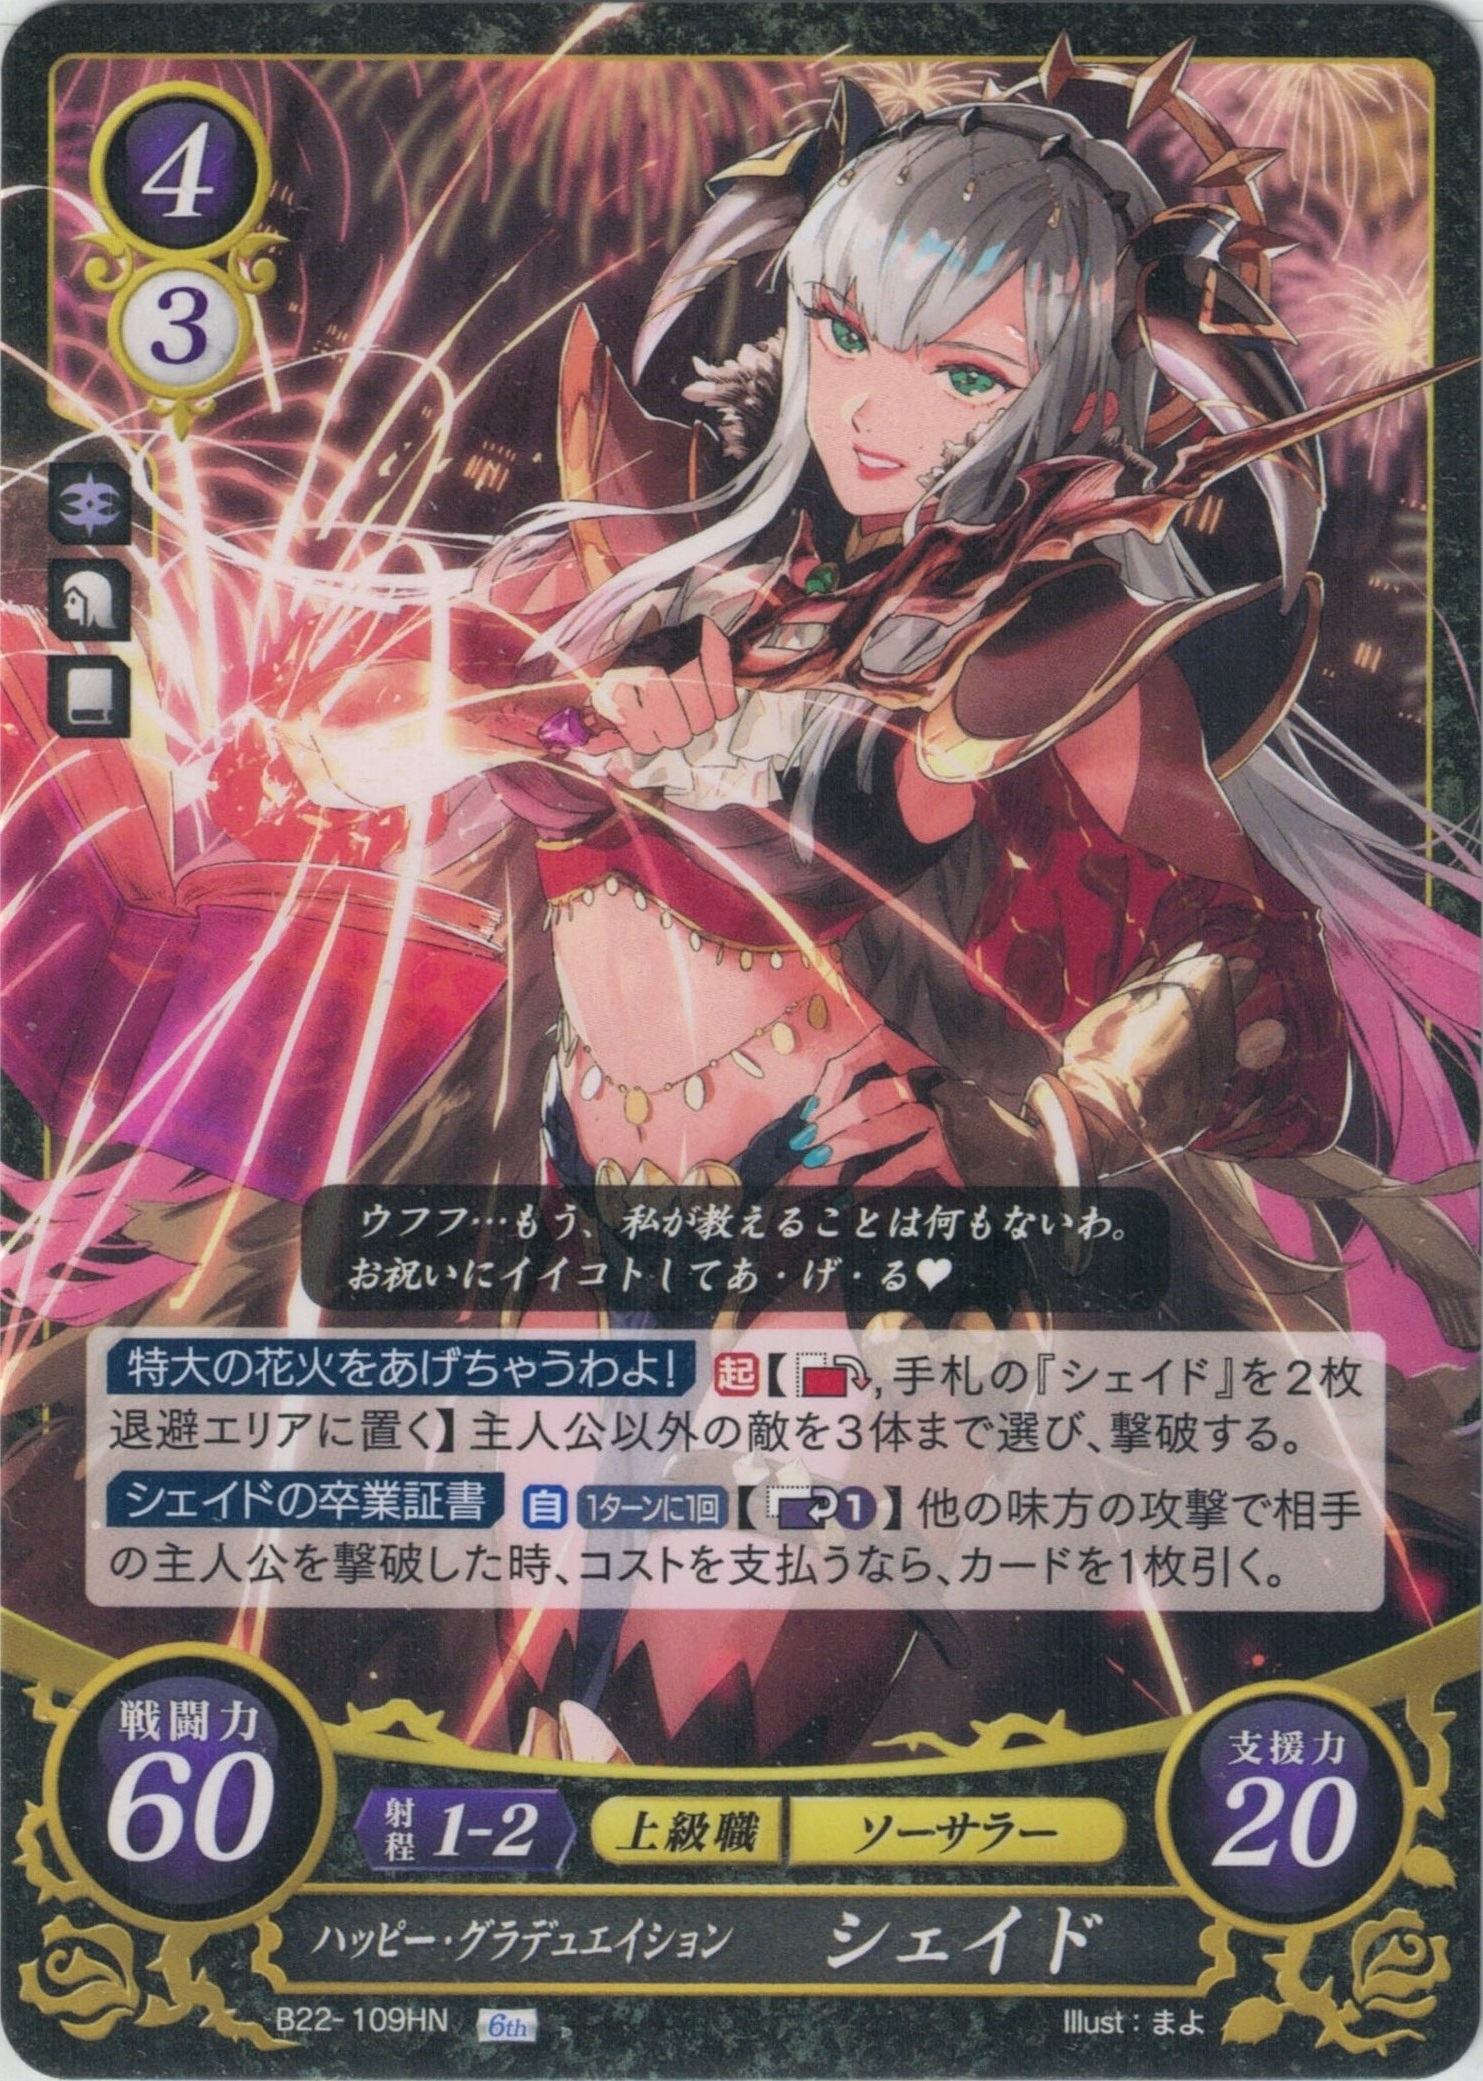 4
3
ウフフ…もう、私が教えることは何もないわ。
お祝いにイイコトしてあ・げ・る♥
特大の花火をあげちゃうわよ! 起【 ,手札の『シェイド』を2枚
退避エリアに置く】主人公以外の敵を3体まで選び、撃破する。
シェイドの卒業証書 自 1ターンに1回【 1】他の味方の攻撃で相手
の主人公を撃破した時、コストを支払うなら、カードを1枚引く。
戦闘力
60
射程 1-2
上級職 ソーサラー
支援力
20
ハッピー・グラデュエイション シェイド
B22-109HN 6th Illust:まよ